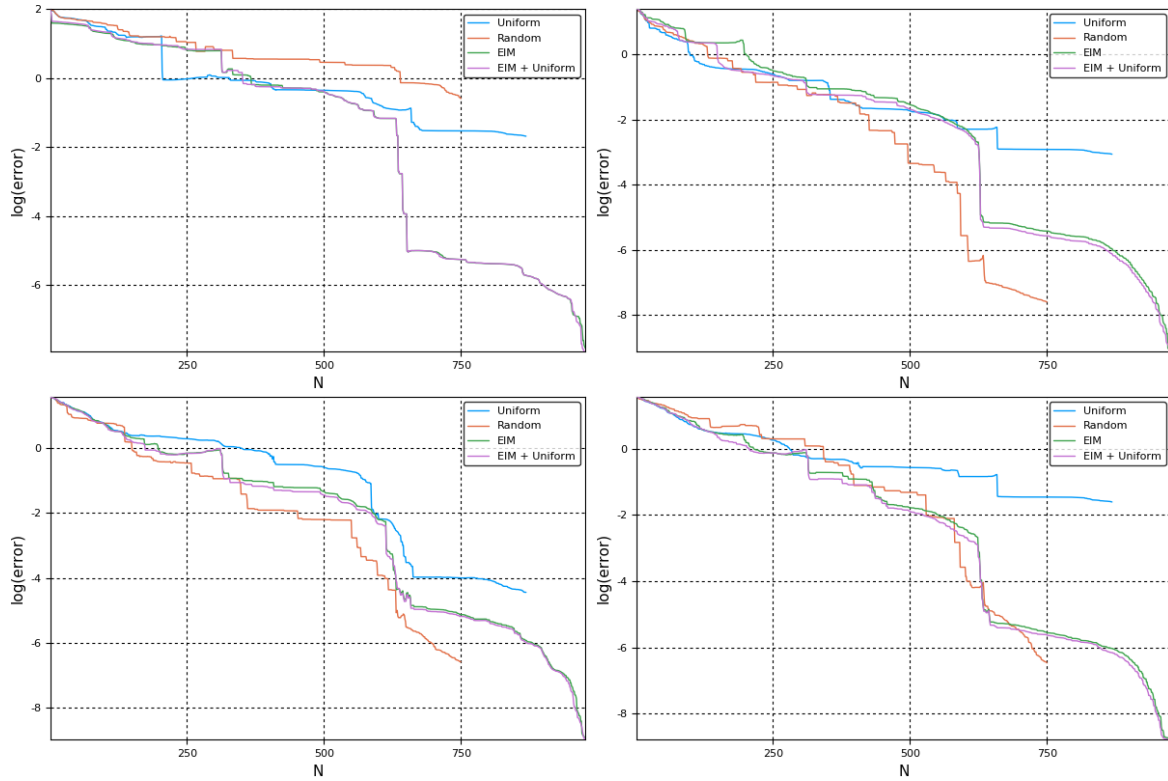 2
0
-2
-4
-6
250
500
750
N
log(error)
Uniform
Random
EIM
EIM + Uniform
0
-2
-4
-6
-8
250
500
750
N
log(error)
Uniform
Random
EIM
EIM + Uniform
0
-2
-4
-6
-8
250
500
750
N
log(error)
Uniform
Random
EIM
EIM + Uniform
0
-2
-4
-6
-8
250
500
750
N
log(error)
Uniform
Random
EIM
EIM + Uniform